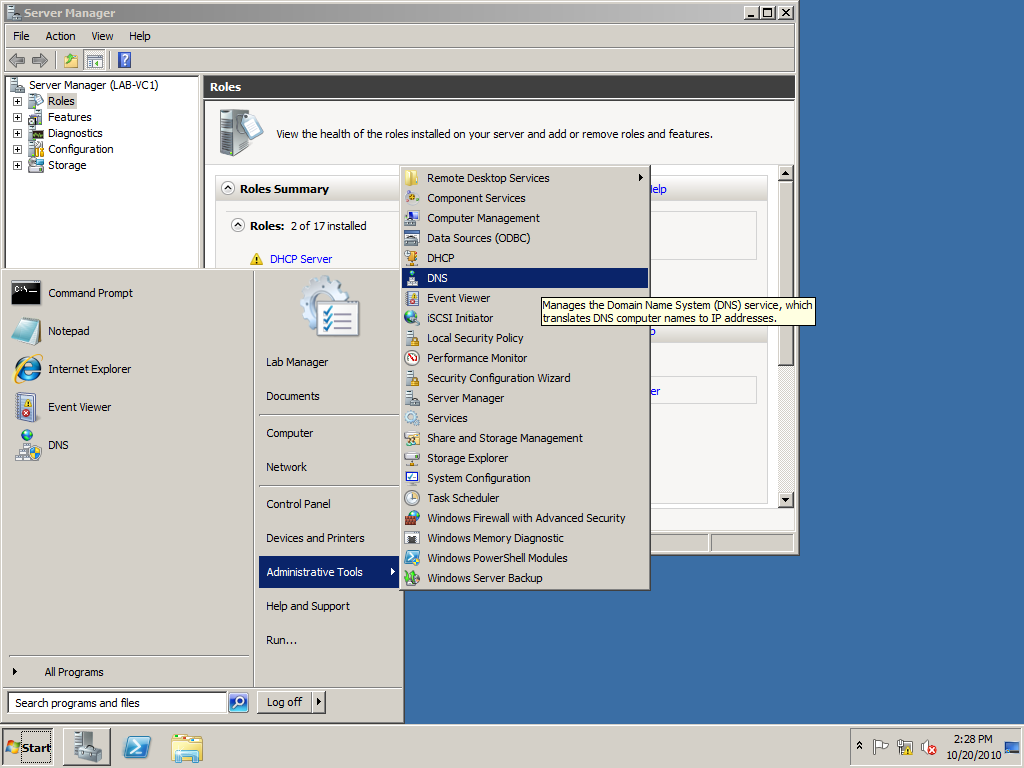 Server Manager
File Action View Help
Server Manager (LAB-VC1)
Roles
Features
Diagnostics
Configuration
Storage
Roles
View the health of the roles installed on your server and add or remove roles and features.
Roles Summary
Roles: 2 of 17 installed
DHCP Server
Command Prompt
Notepad
Internet Explorer
Event Viewer
DNS
All Programs
Search programs and files
Lab Manager
Documents
Computer
Network
Control Panel
Devices and Printers
Administrative Tools
Help and Support
Run...
Log off
Remote Desktop Services
Component Services
Computer Management
Data Sources (ODBC)
DHCP
DNS
Event Viewer
iSCSI Initiator
Local Security Policy
Performance Monitor
Security Configuration Wizard
Server Manager
Services
Share and Storage Management
Storage Explorer
System Configuration
Task Scheduler
Windows Firewall with Advanced Security
Windows Memory Diagnostic
Windows PowerShell Modules
Windows Server Backup
Manages the Domain Name System (DNS) service, which
translates DNS computer names to IP addresses.
Start
2:28 PM
10/20/2010